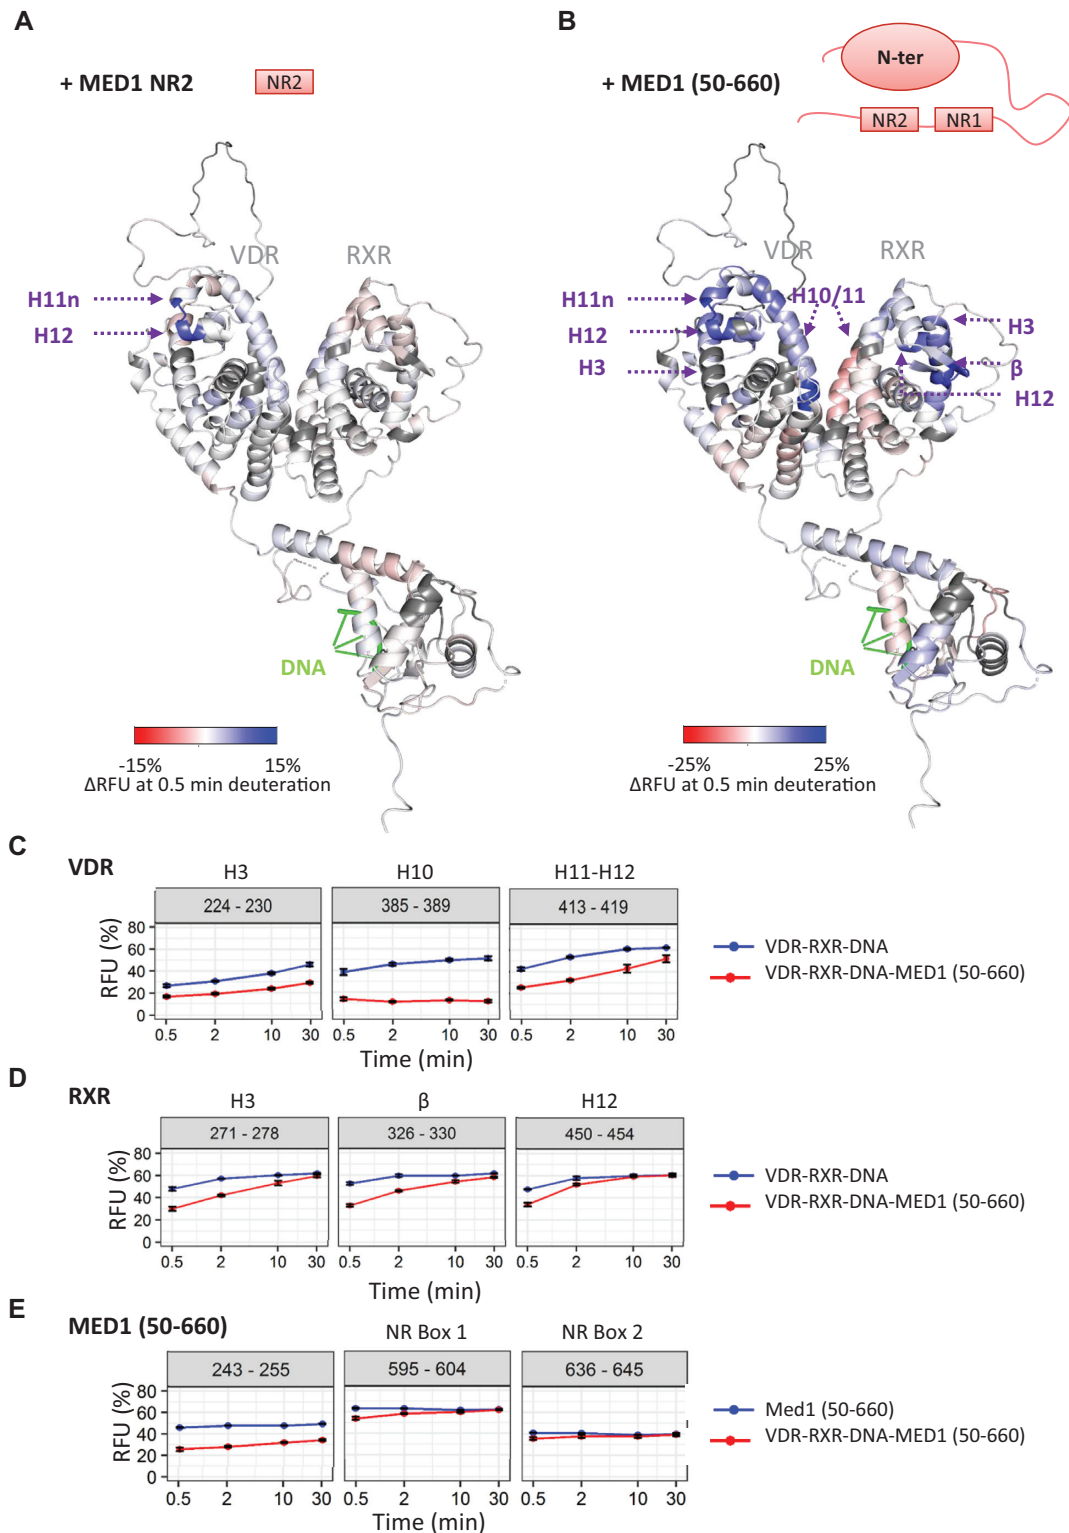 A
B
+ MED1 NR2
NR2
+ MED1 (50-660)
N-ter
NR2
NR1
VDR
RXR
H11n
H12
VDR
RXR
H11n
H10/11
H12
H3
H3
β
H12
DNA
DNA
-15%
15%
ΔRFU at 0.5 min deuteration
-25%
25%
ΔRFU at 0.5 min deuteration
C
VDR
H3
H10
H11-H12
224 - 230
385 - 389
413 - 419
RFU (%)
80
60
40
20
0
0.5
2
10
30
0.5
2
10
30
0.5
2
10
30
Time (min)
VDR-RXR-DNA
VDR-RXR-DNA-MED1 (50-660)
D
RXR
H3
β
H12
271 - 278
326 - 330
450 - 454
RFU (%)
80
60
40
20
0
0.5
2
10
30
0.5
2
10
30
0.5
2
10
30
Time (min)
VDR-RXR-DNA
VDR-RXR-DNA-MED1 (50-660)
E
MED1 (50-660)
NR Box 1
NR Box 2
243 - 255
595 - 604
636 - 645
RFU (%)
80
60
40
20
0
0.5
2
10
30
0.5
2
10
30
0.5
2
10
30
Time (min)
Med1 (50-660)
VDR-RXR-DNA-MED1 (50-660)